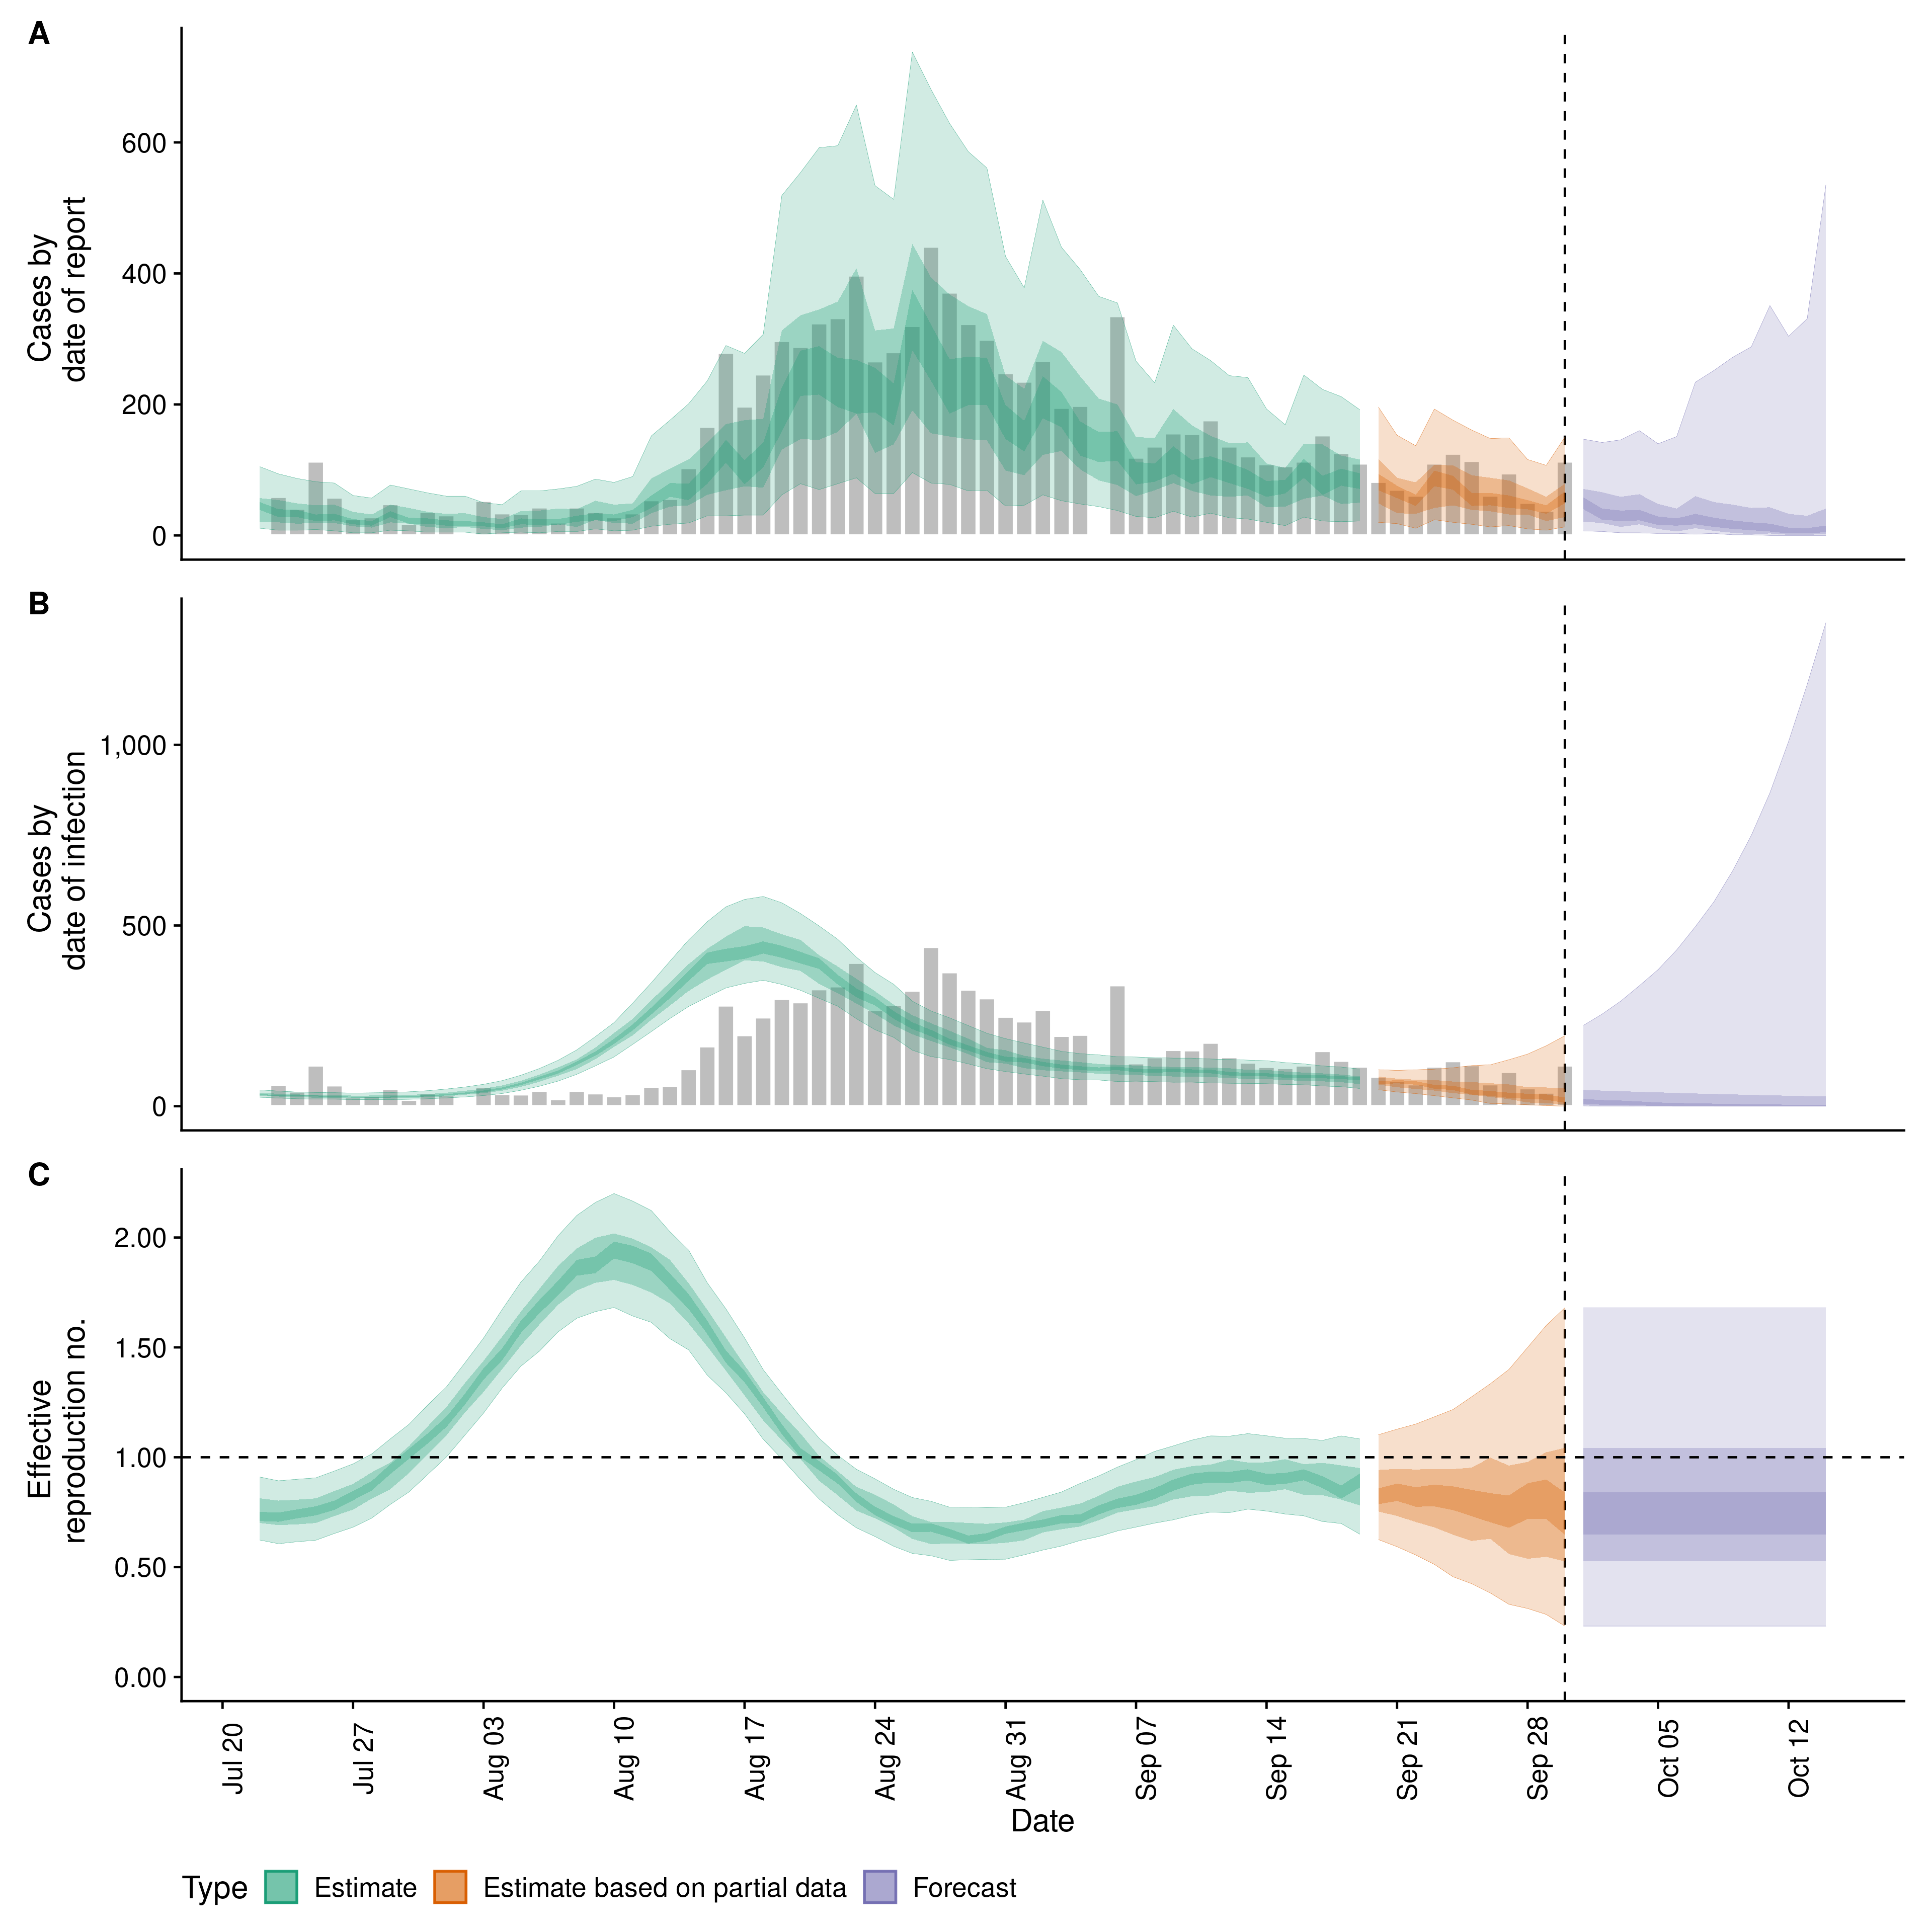 A
Cases by
date of report
600
400
200
0
B
Cases by
date of infection
1,000
500
0
C
Effective
reproduction no.
2.00
1.50
1.00
0.50
0.00
Jul 20
Jul 27
Aug 03
Aug 10
Aug 17
Aug 24
Aug 31
Sep 07
Sep 14
Sep 21
Sep 28
Oct 05
Oct 12
Date
Type Estimate Estimate based on partial data Forecast